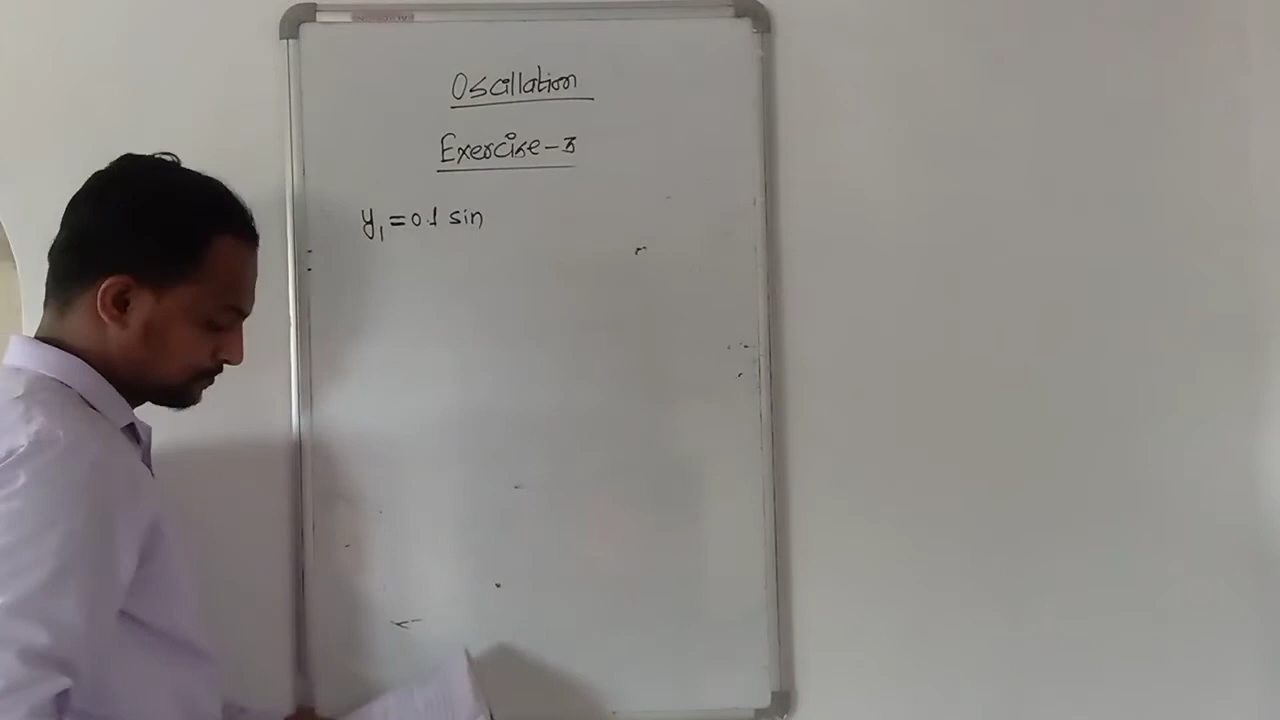 Oscillation
Exercise-3
y₁ = 0.1 sin